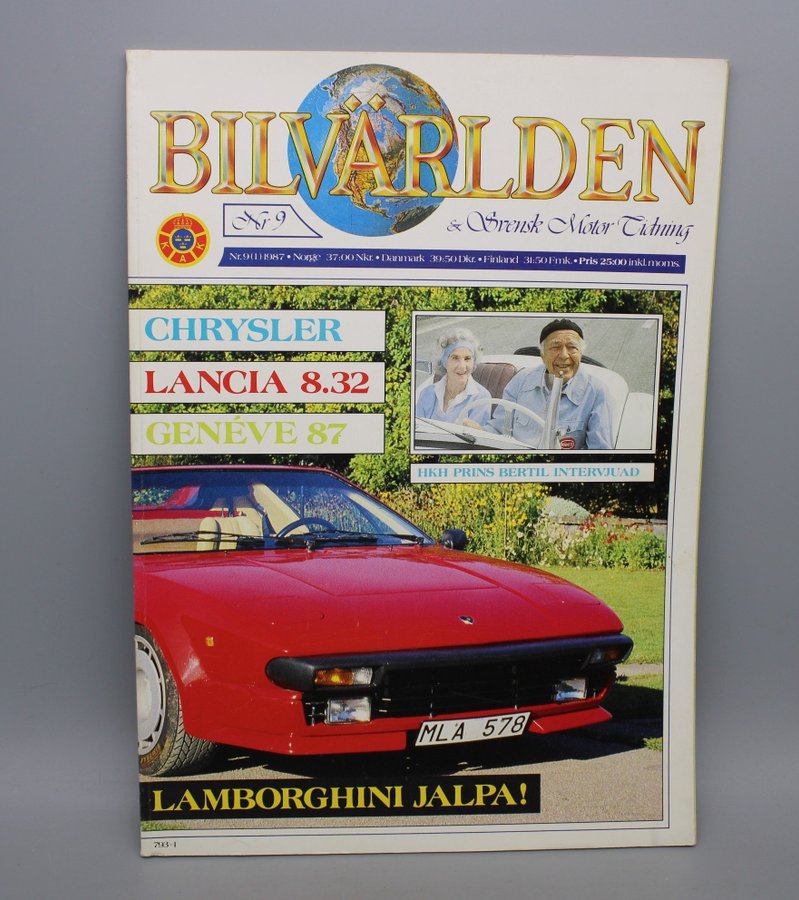 BILVÄRLDEN
Nr 9
& Svensk Motor Tidning
KAK
Nr. 9 (1) 1987 • Norge 37:00 Nkr. • Danmark 39:50 Dkr. • Finland 31:50 Fmk. • Pris 25:00 inkl. moms.
CHRYSLER
LANCIA 8.32
GENÉVE 87
HKH PRINS BERTIL INTERVJUAD
MLA 578
LAMBORGHINI JALPA!
793-1